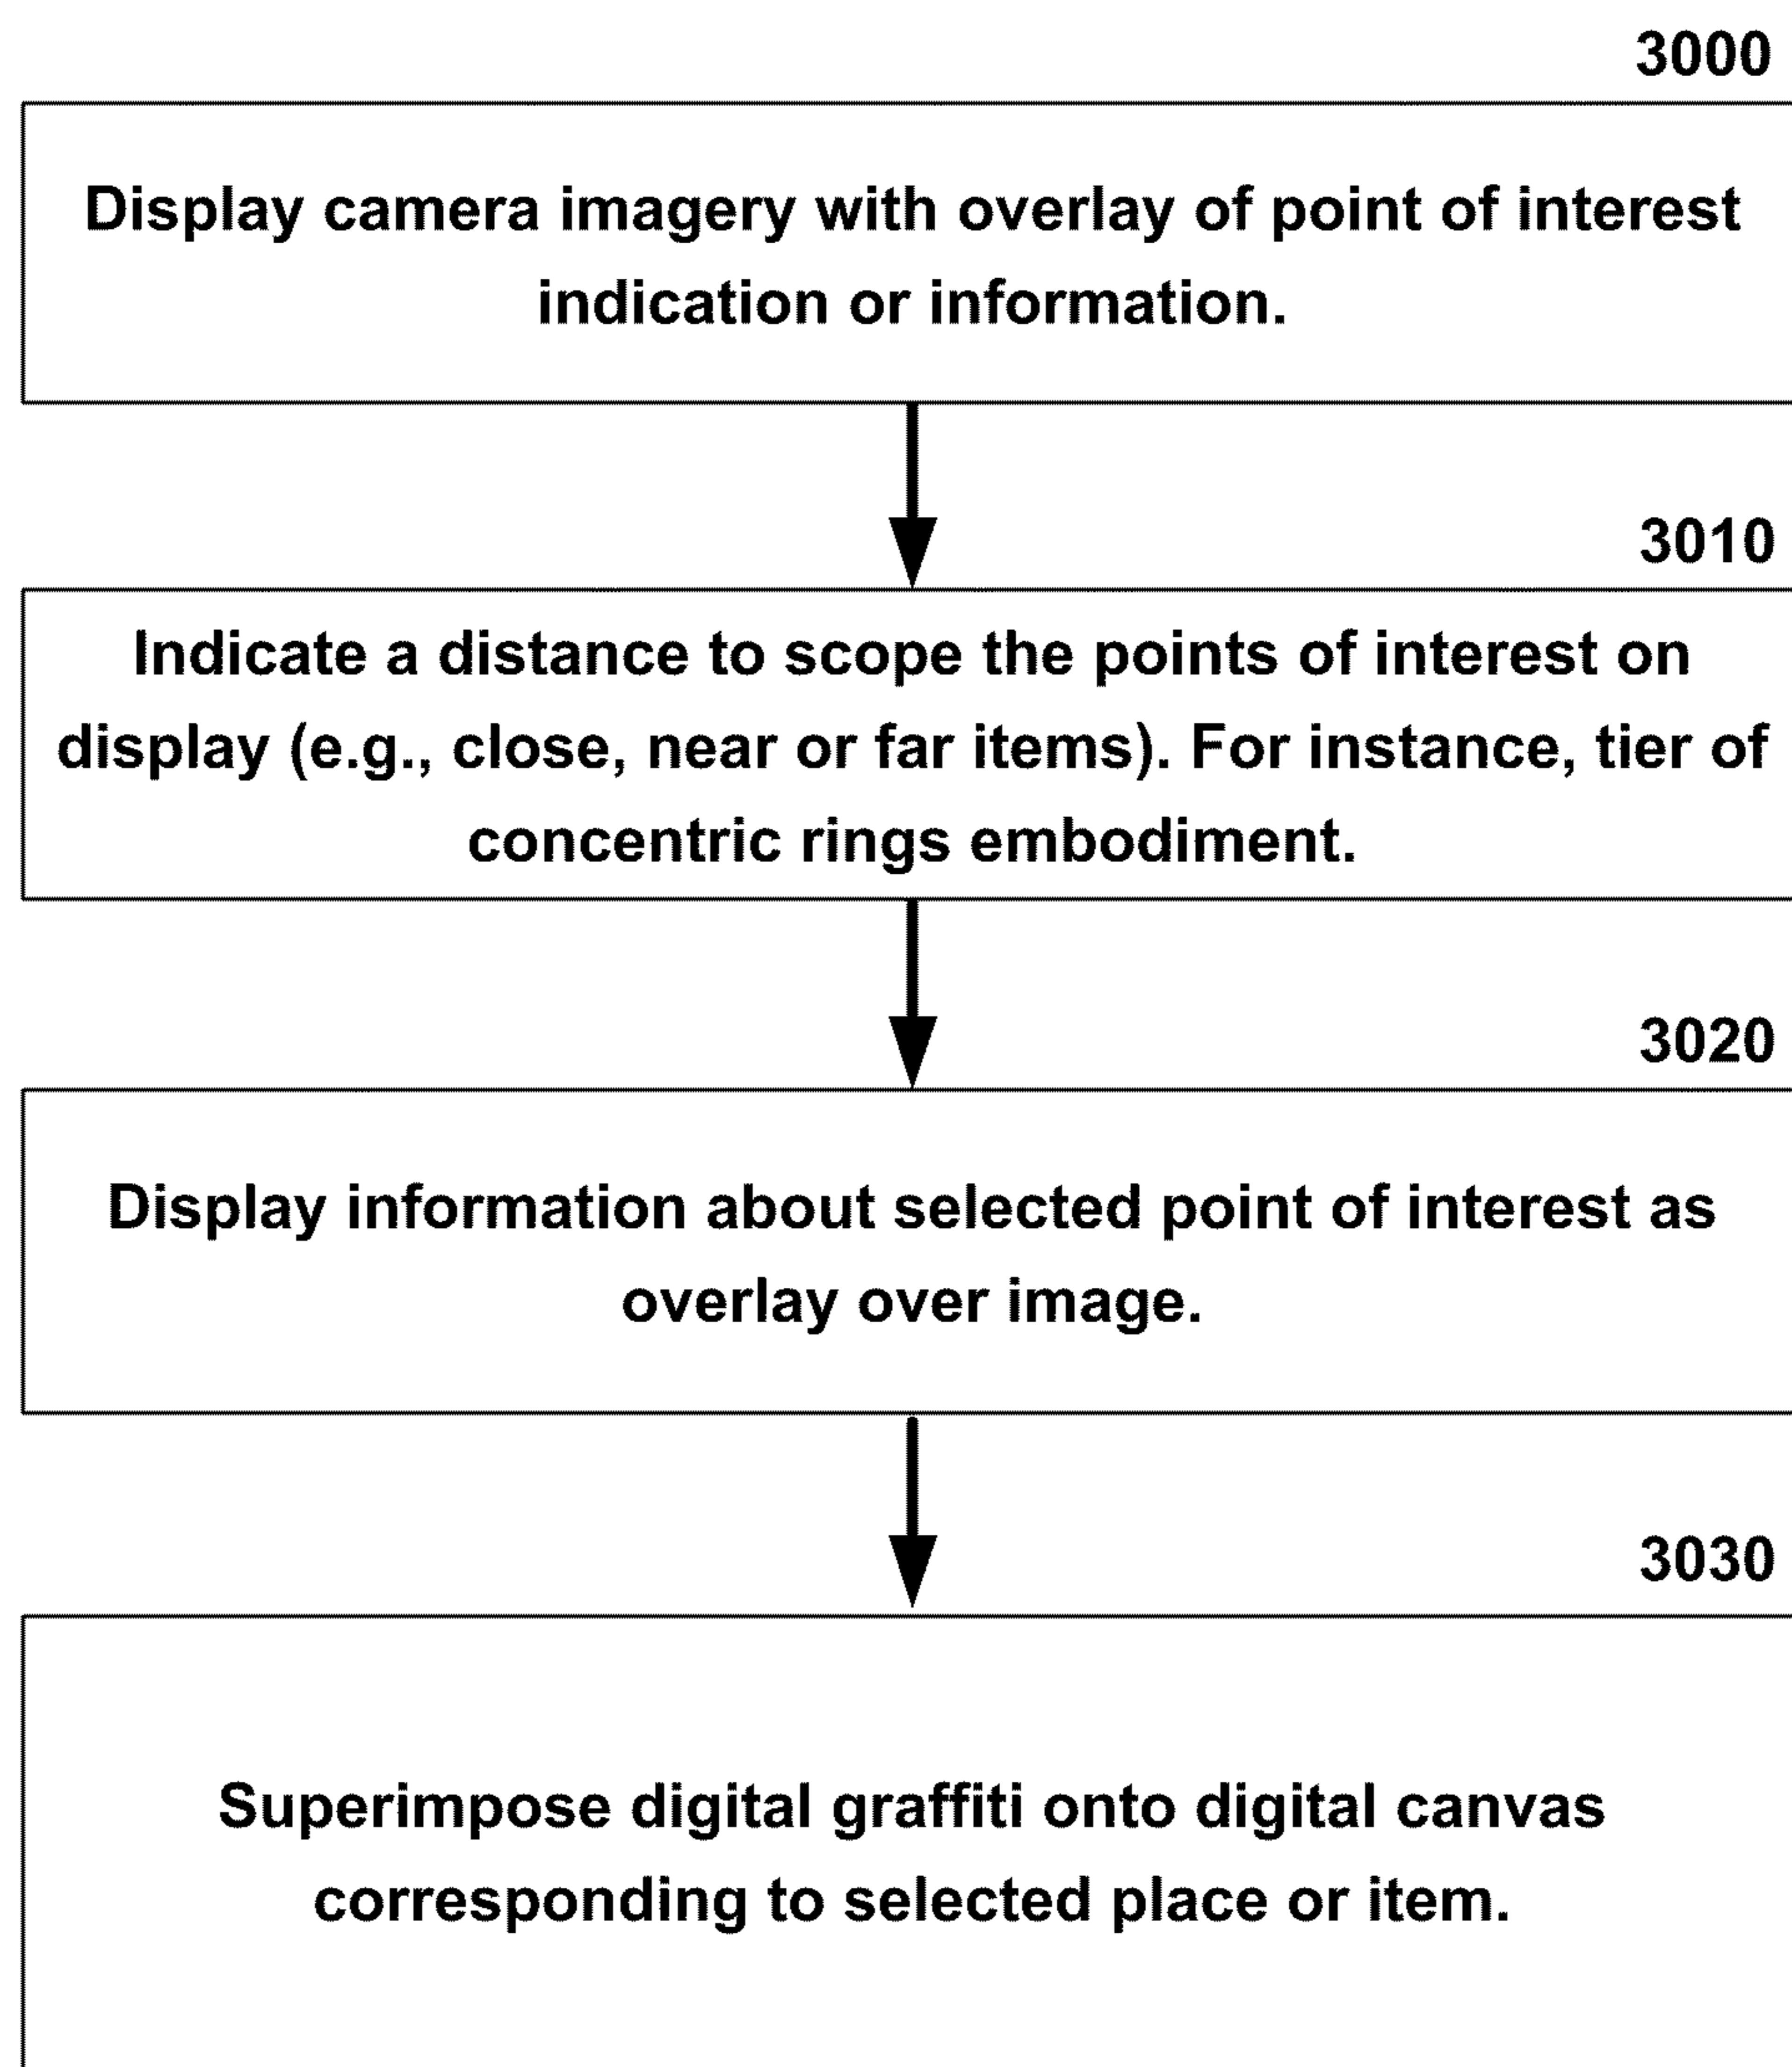 3000
Display camera imagery with overlay of point of interest
indication or information.
3010
Indicate a distance to scope the points of interest on
display (e.g., close, near or far items). For instance, tier of
concentric rings embodiment.
3020
Display information about selected point of interest as
overlay over image.
3030
Superimpose digital graffiti onto digital canvas
corresponding to selected place or item.